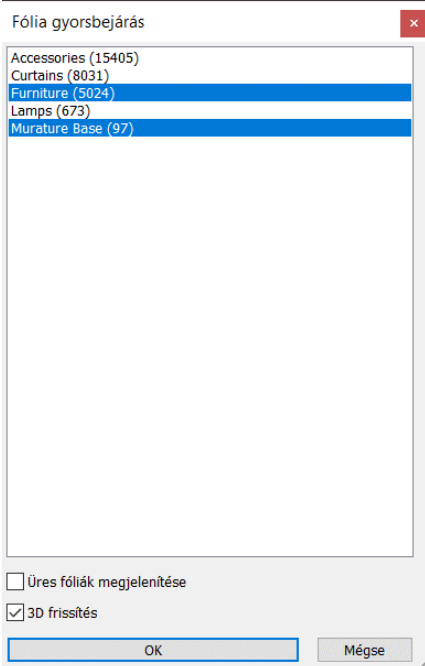 Fólia gyorsbejárás
Accessories (15405)
Curtains (8031)
Furniture (5024)
Lamps (673)
Murature Base (97)
Üres fóliák megjelenítése
3D frissítés
OK
Mégse